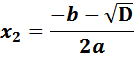 x₂ = (-b - √D) / 2a